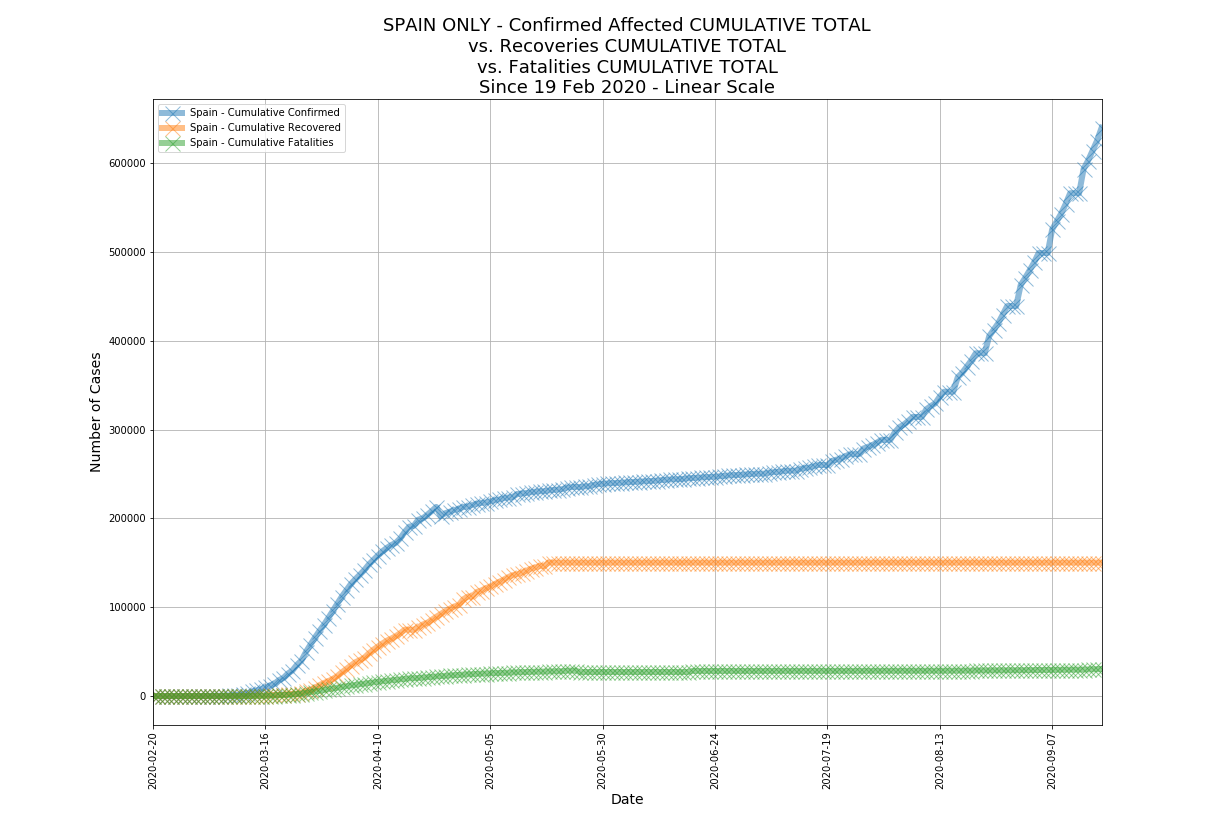 SPAIN ONLY - Confirmed Affected CUMULATIVE TOTAL
vs. Recoveries CUMULATIVE TOTAL
vs. Fatalities CUMULATIVE TOTAL
Since 19 Feb 2020 - Linear Scale
Spain - Cumulative Confirmed
Spain - Cumulative Recovered
Spain - Cumulative Fatalities
Number of Cases
600000
500000
400000
300000
200000
100000
0
2020-02-20
2020-03-16
2020-04-10
2020-05-05
2020-05-30
2020-06-24
2020-07-19
2020-08-13
2020-09-07
Date